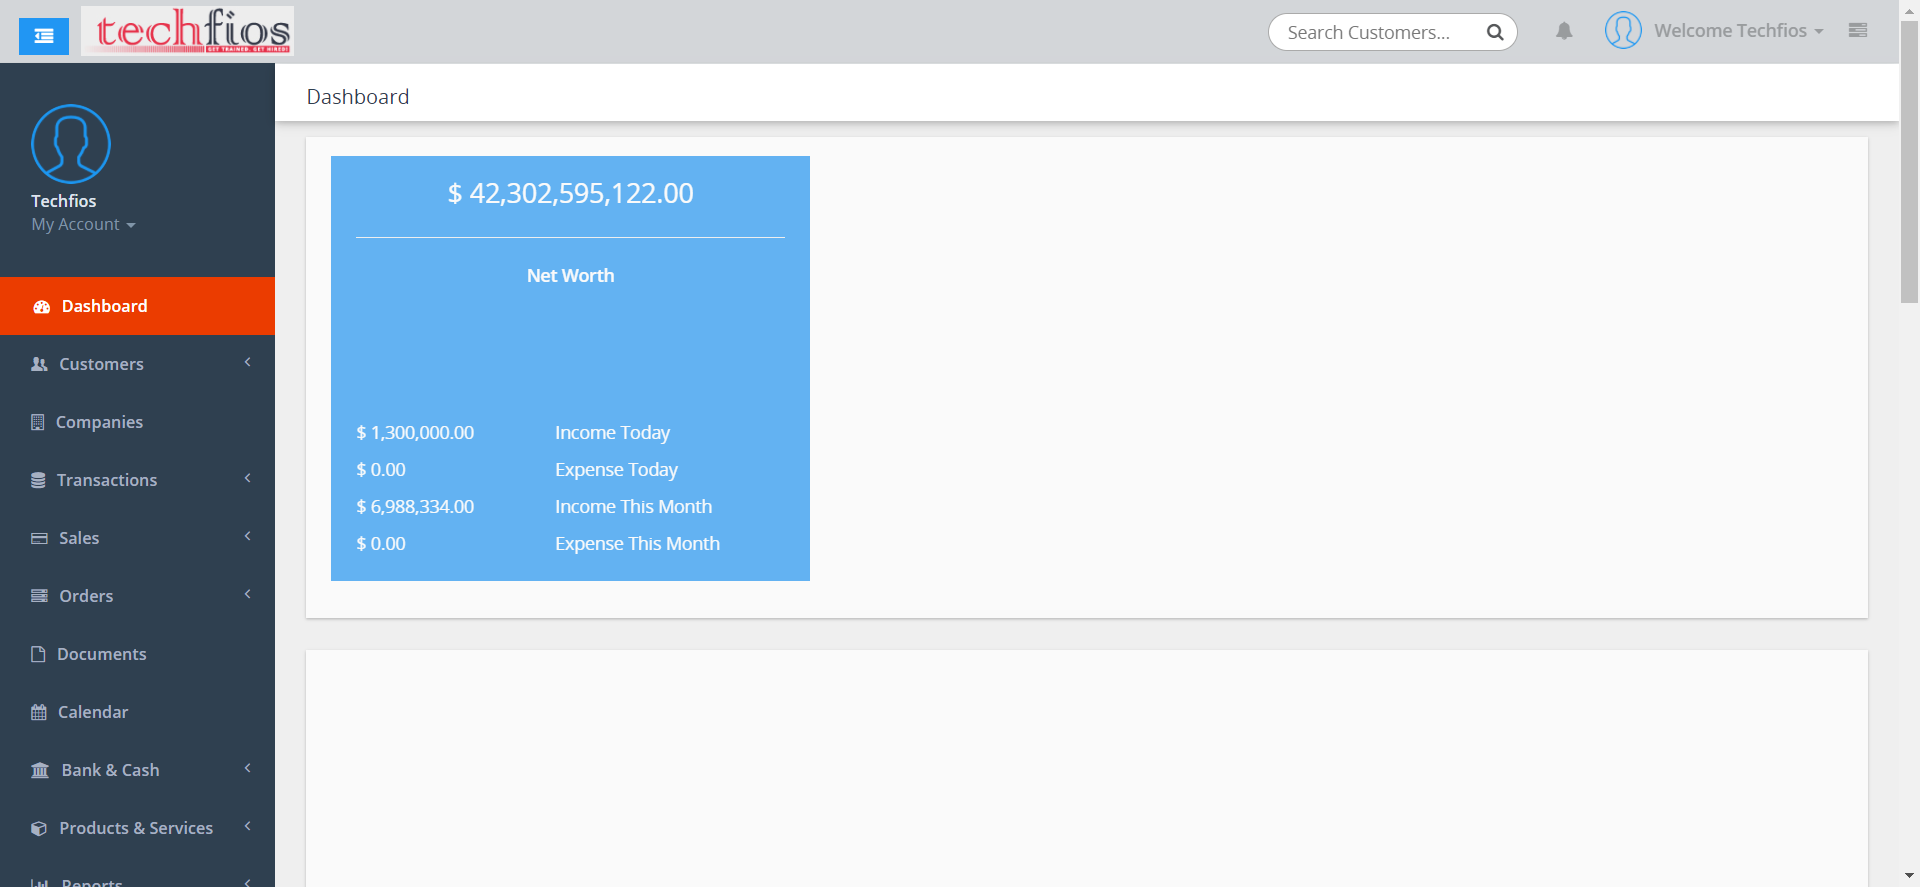 techfios
GET TRAINED. GET HIRED!
Search Customers...
Welcome Techfios
Techfios
My Account
Dashboard
Customers
Companies
Transactions
Sales
Orders
Documents
Calendar
Bank & Cash
Products & Services
Reports
Dashboard
$ 42,302,595,122.00
Net Worth
$ 1,300,000.00 Income Today
$ 0.00 Expense Today
$ 6,988,334.00 Income This Month
$ 0.00 Expense This Month